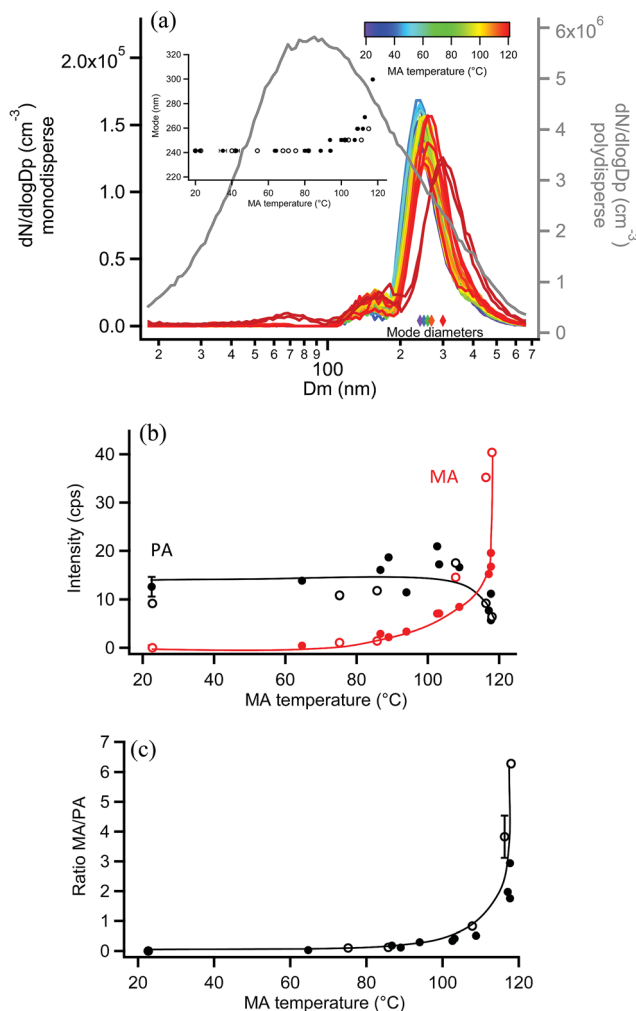 (a)
dN/dlogDp (cm-3)
monodisperse
2.0x10^5
1.5
1.0
0.5
0.0
320
300
280
260
240
220
Mode (nm)
20 40 60 80 100 120
MA temperature (°C)
20 40 60 80 100 120
MA temperature (°C)
6x10^6
5
4
3
2
1
0
dN/dlogDp (cm-3)
polydisperse
Mode diameters
2 3 4 5 6 7 8 9 100 2 3 4 5 6 7
Dm (nm)
(b)
Intensity (cps)
40
30
20
10
0
MA
PA
20 40 60 80 100 120
MA temperature (°C)
(c)
Ratio MA/PA
7
6
5
4
3
2
1
0
20 40 60 80 100 120
MA temperature (°C)